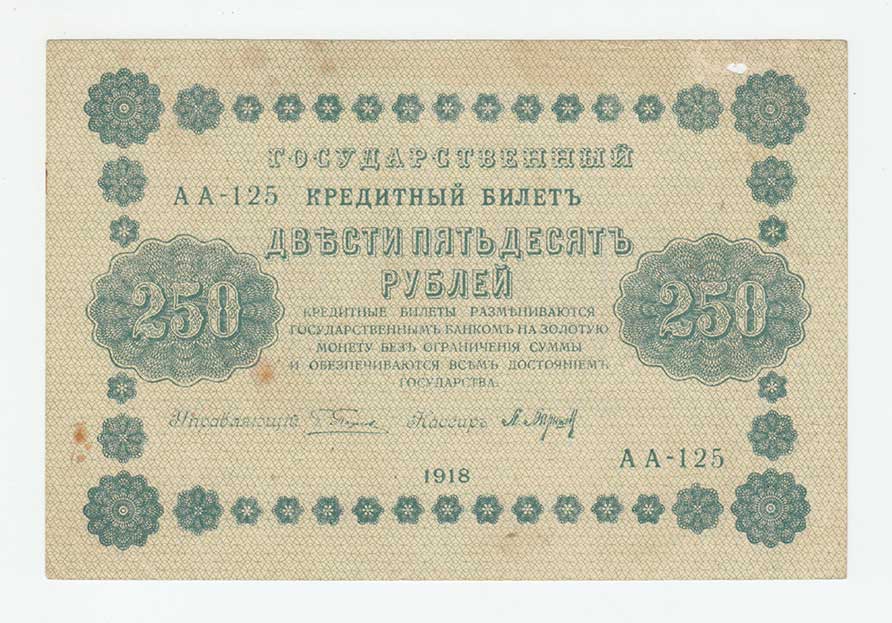 ГОСУДАРСТВЕННЫЙ
АА-125 КРЕДИТНЫЙ БИЛЕТЪ
ДВѢСТИ ПЯТЬДЕСЯТЪ
РУБЛЕЙ
250
250
КРЕДИТНЫЕ БИЛЕТЫ РАЗМѢНИВАЮТСЯ
ГОСУДАРСТВЕННЫМЪ БАНКОМЪ НА ЗОЛОТУЮ
МОНЕТУ БЕЗЪ ОГРАНИЧЕНІЯ СУММЫ
И ОБЕЗПЕЧИВАЮТСЯ ВСѢМЪ ДОСТОЯНІЕМЪ
ГОСУДАРСТВА.
Управляющій Кассиръ
АА-125
1918